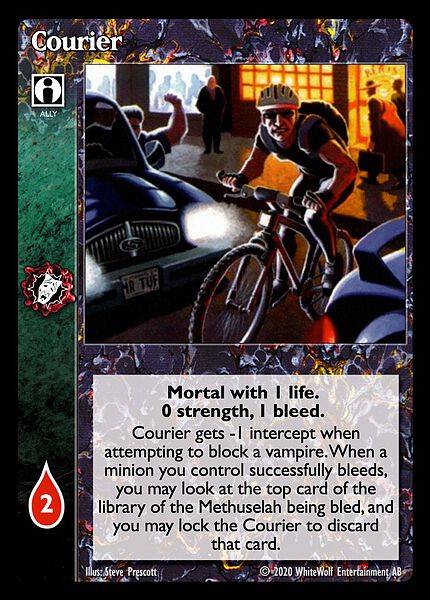 Courier
ALLY
HR TUF
Mortal with 1 life.
0 strength, 1 bleed.
Courier gets -1 intercept when
attempting to block a vampire. When a
minion you control successfully bleeds,
you may look at the top card of the
library of the Methuselah being bled, and
you may lock the Courier to discard
that card.
2
Illus: Steve Prescott
© 2020 WhiteWolf Entertainment AB